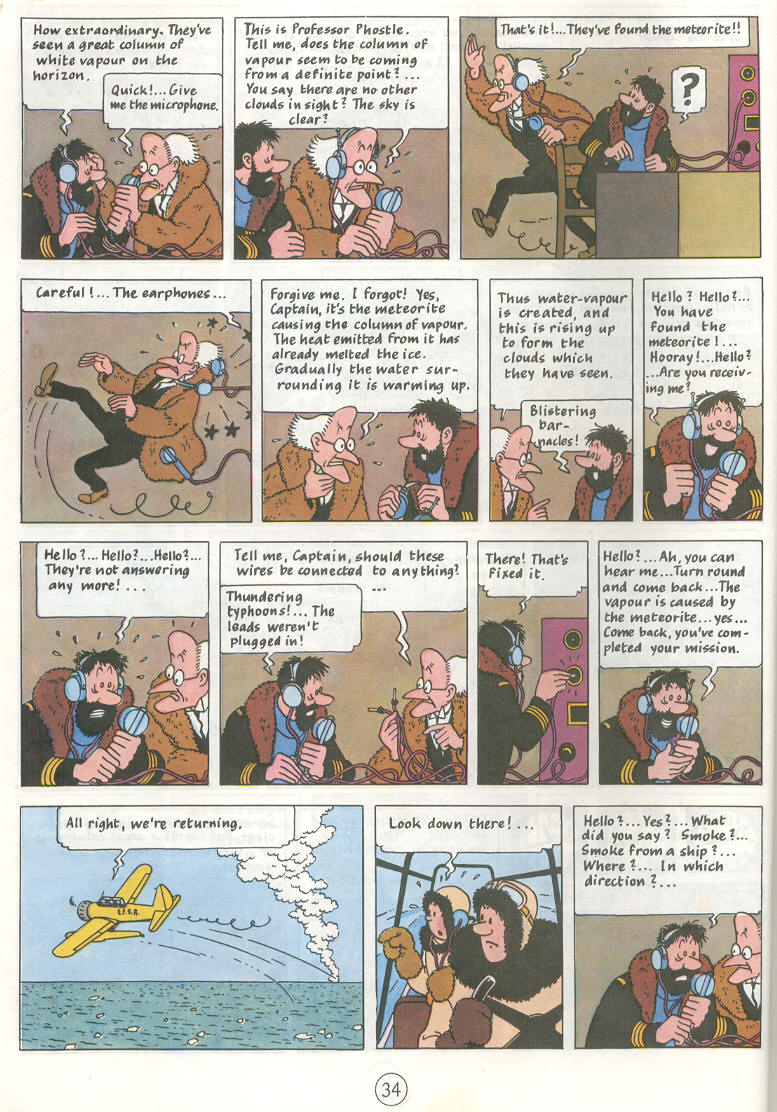 How extraordinary. They've
seen a great column of
white vapour on the
horizon.
Quick!... Give
me the microphone.
This is Professor Phostle.
Tell me, does the column of
vapour seem to be coming
from a definite point?...
You say there are no other
clouds in sight? The sky is
clear?
That's it!... They've found the meteorite!!
?
Careful!... The earphones...
Forgive me. I forgot! Yes,
Captain, it's the meteorite
causing the column of vapour.
The heat emitted from it has
already melted the ice.
Gradually the water sur-
rounding it is warming up.
Thus water-vapour
is created, and
this is rising up
to form the
clouds which
they have seen.
Blistering
bar-
nacles!
Hello? Hello?...
You have
found the
meteorite!...
Hooray!...Hello?
...Are you receiv-
ing me?
Hello?... Hello?...Hello?...
They're not answering
any more!...
Tell me, Captain, should these
wires be connected to anything?
...
Thundering
typhoons!... The
leads weren't
plugged in!
There! That's
fixed it.
Hello?...Ah, you can
hear me...Turn round
and come back...The
vapour is caused by
the meteorite...yes...
Come back, you've com-
pleted your mission.
All right, we're returning.
E.F.S.R.
Look down there!...
Hello?...Yes?...What
did you say? Smoke?...
Smoke from a ship?...
Where?... In which
direction?...
34